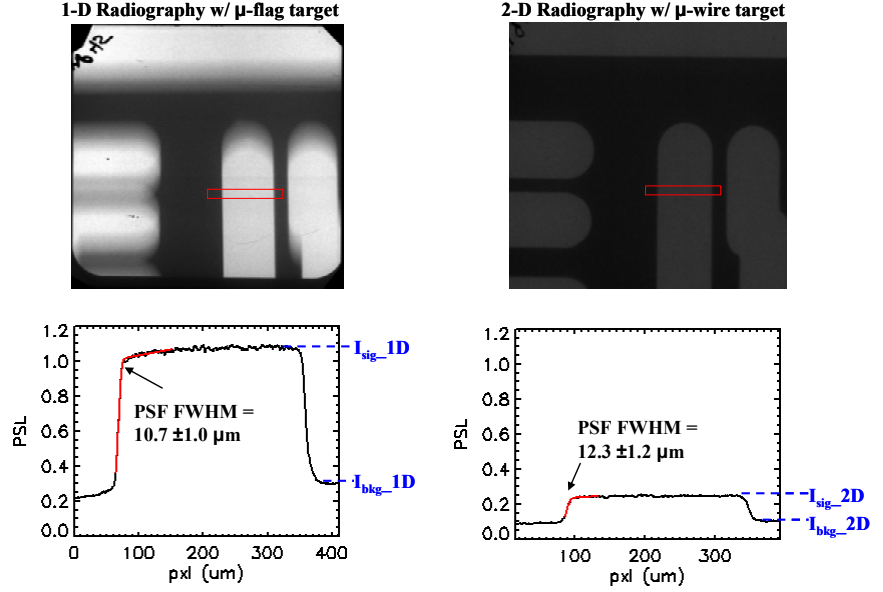 1-D Radiography w/ μ-flag target
2-D Radiography w/ μ-wire target
1.2
1.0
0.8
0.6
0.4
0.2
0.0
PSL
0
100
200
300
400
pxl (um)
PSF FWHM =
10.7 ±1.0 μm
I_sig_1D
I_bkg_1D
1.2
1.0
0.8
0.6
0.4
0.2
0.0
PSL
100
200
300
pxl (um)
PSF FWHM =
12.3 ±1.2 μm
I_sig_2D
I_bkg_2D